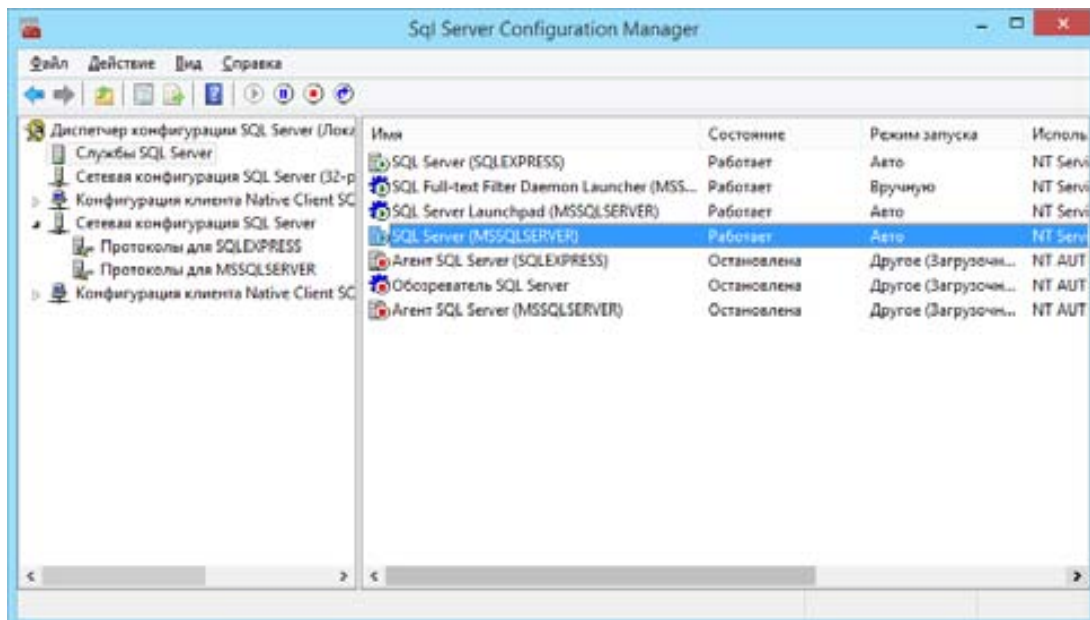 Sql Server Configuration Manager
Файл Действие Вид Справка
Диспетчер конфигурации SQL Server (Лока
Службы SQL Server
Сетевая конфигурация SQL Server (32-р
Конфигурация клиента Native Client SC
Сетевая конфигурация SQL Server
Протоколы для SQLEXPRESS
Протоколы для MSSQLSERVER
Конфигурация клиента Native Client SC
Имя Состояние Режим запуска Исполь
SQL Server (SQLEXPRESS) Работает Авто NT Servi
SQL Full-text Filter Daemon Launcher (MSS... Работает Вручную NT Servi
SQL Server Launchpad (MSSQLSERVER) Работает Авто NT Servi
SQL Server (MSSQLSERVER) Работает Авто NT Servi
Агент SQL Server (SQLEXPRESS) Остановлена Другое (Загрузочн... NT AUT
Обозреватель SQL Server Остановлена Другое (Загрузочн... NT AUT
Агент SQL Server (MSSQLSERVER) Остановлена Другое (Загрузочн... NT AUT